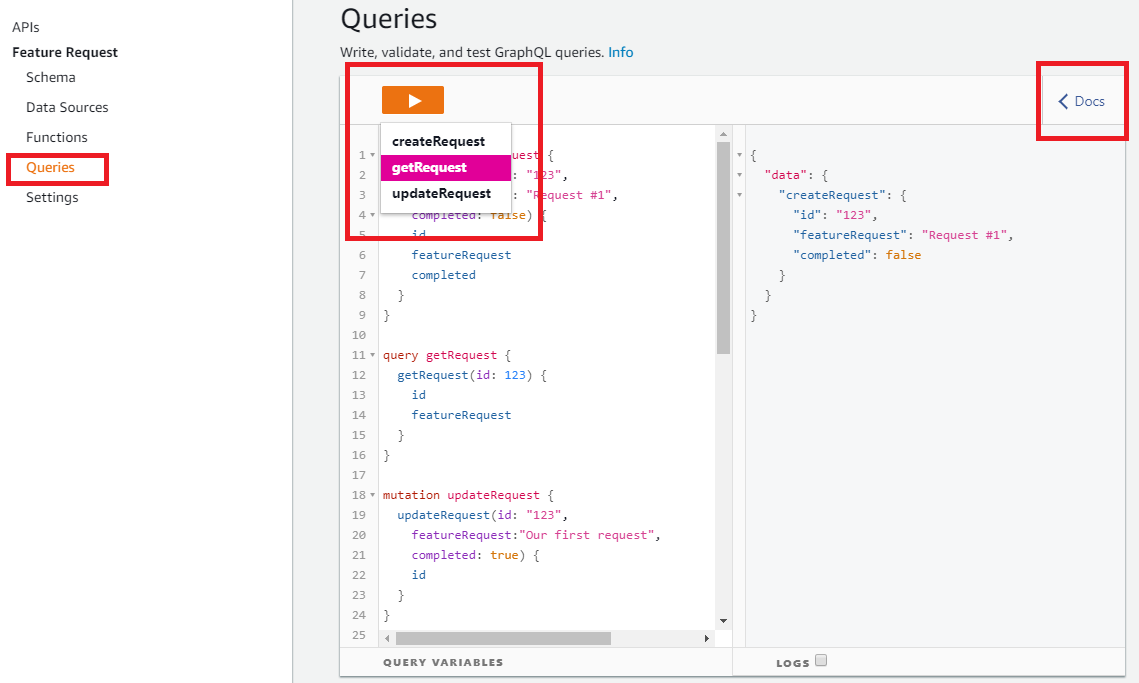 APIs
Feature Request
Schema
Data Sources
Functions
Queries
Settings
Queries
Write, validate, and test GraphQL queries. Info
Docs
createRequest
getRequest
updateRequest
1 uest {
2 : "123",
3 : "Request #1",
4 completed: false) {
5 id
6 featureRequest
7 completed
8 }
9 }
10
11 query getRequest {
12 getRequest(id: 123) {
13 id
14 featureRequest
15 }
16 }
17
18 mutation updateRequest {
19 updateRequest(id: "123",
20 featureRequest:"Our first request",
21 completed: true) {
22 id
23 }
24 }
25
QUERY VARIABLES
{
"data": {
"createRequest": {
"id": "123",
"featureRequest": "Request #1",
"completed": false
}
}
}
LOGS